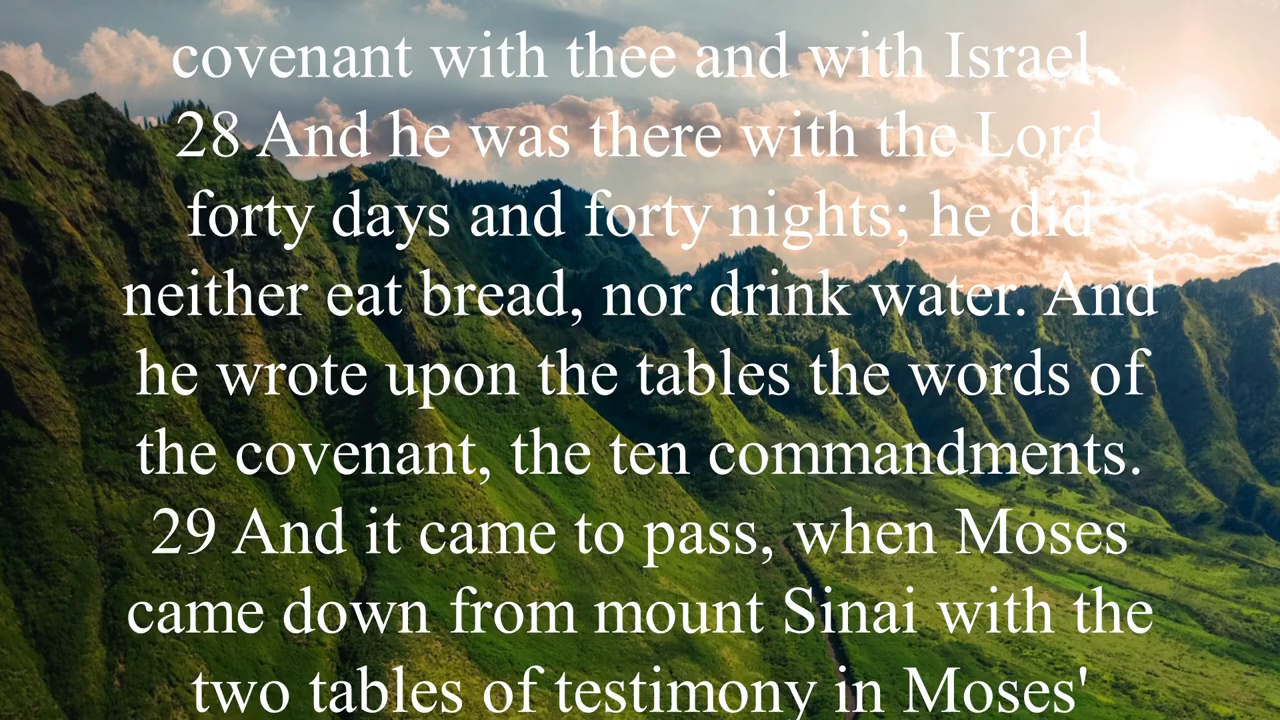 covenant with thee and with Israel.
28 And he was there with the Lord
forty days and forty nights; he did
neither eat bread, nor drink water. And
he wrote upon the tables the words of
the covenant, the ten commandments.
29 And it came to pass, when Moses
came down from mount Sinai with the
two tables of testimony in Moses'